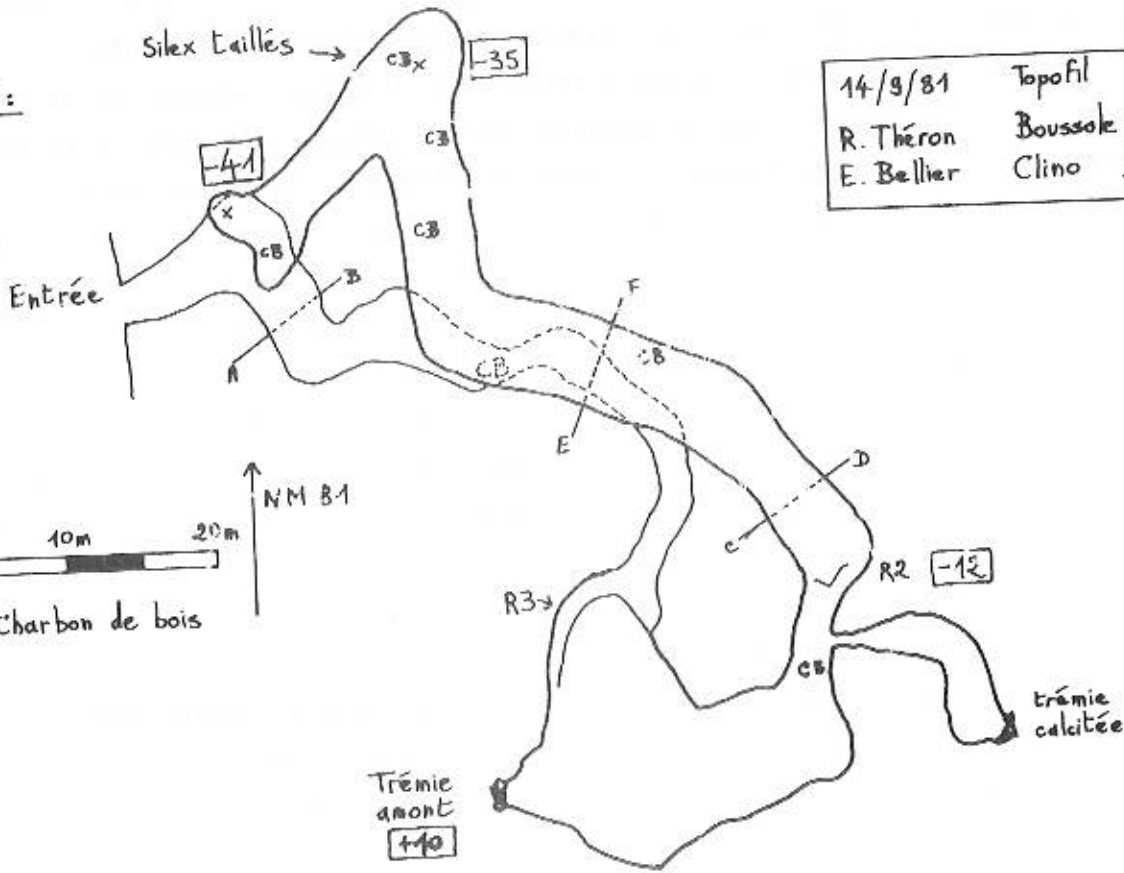 Silex taillés
CBx
-35
:
14/9/81 Topofil
R. Théron Boussole
E. Bellier Clino
CB
-41
x
CB
CB
B
Entrée
F
A
CB
CB
E
D
NM 81
C
10m 20m
R2 -12
R3
Charbon de bois
CB
trémie
calcitée
Trémie
amont
+10